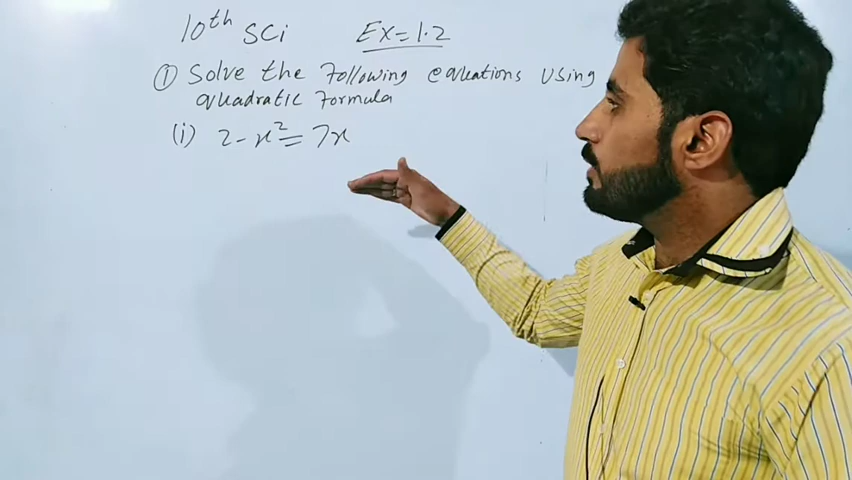 10th SCi Ex=1.2
① Solve the Following equations using
quadratic Formula
(i) 2-x²=7x